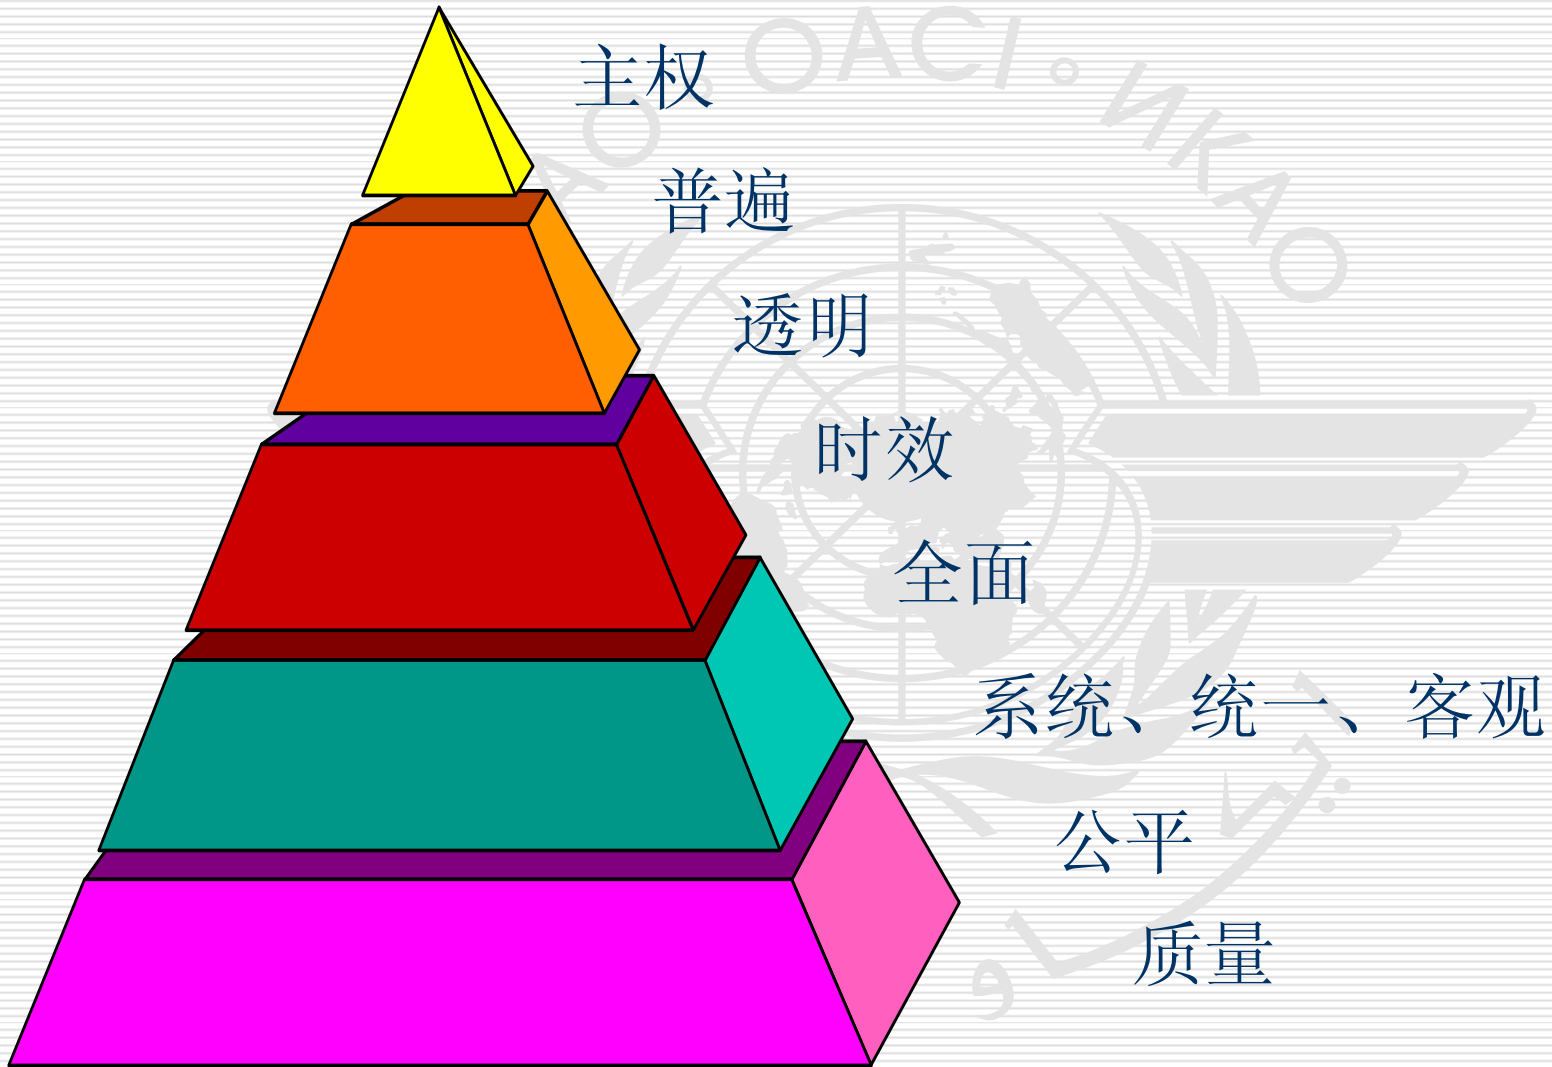 OACI
ИКАО
主权
普遍
透明
时效
全面
系统、统一、客观
公平
质量